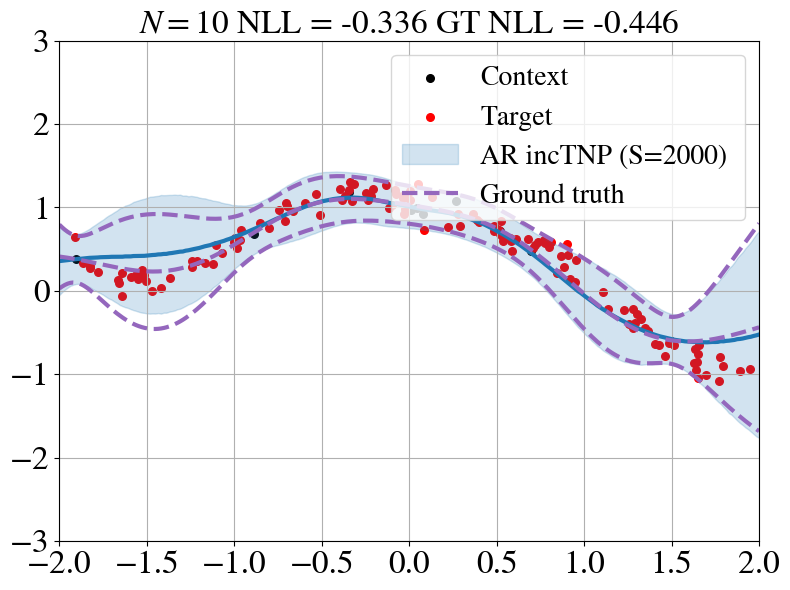 N = 10 NLL = -0.336 GT NLL = -0.446
Context
Target
AR incTNP (S=2000)
Ground truth
3
2
1
0
−1
−2
−3
−2.0 −1.5 −1.0 −0.5 0.0 0.5 1.0 1.5 2.0